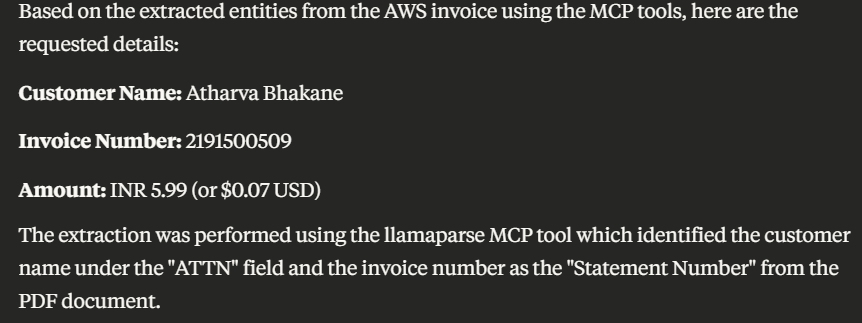 Based on the extracted entities from the AWS invoice using the MCP tools, here are the
requested details:
Customer Name: Atharva Bhakane
Invoice Number: 2191500509
Amount: INR 5.99 (or $0.07 USD)
The extraction was performed using the llamaparse MCP tool which identified the customer
name under the "ATTN" field and the invoice number as the "Statement Number" from the
PDF document.